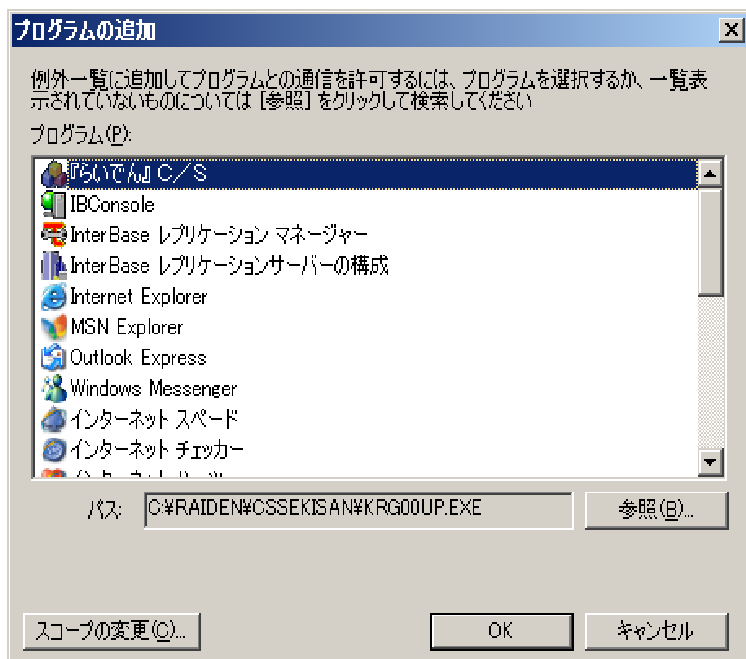 プログラムの追加
例外一覧に追加してプログラムとの通信を許可するには、プログラムを選択するか、一覧表
示されていないものについては [参照] をクリックして検索してください
プログラム(P):
『らいでん』 C/S
IBConsole
InterBase レプリケーション マネージャー
InterBase レプリケーションサーバーの構成
Internet Explorer
MSN Explorer
Outlook Express
Windows Messenger
インターネット スペード
インターネット チェッカー
パス: C:¥RAIDEN¥CSSEKISAN¥KRG00UP.EXE 参照(B)...
スコープの変更(C)... OK キャンセル